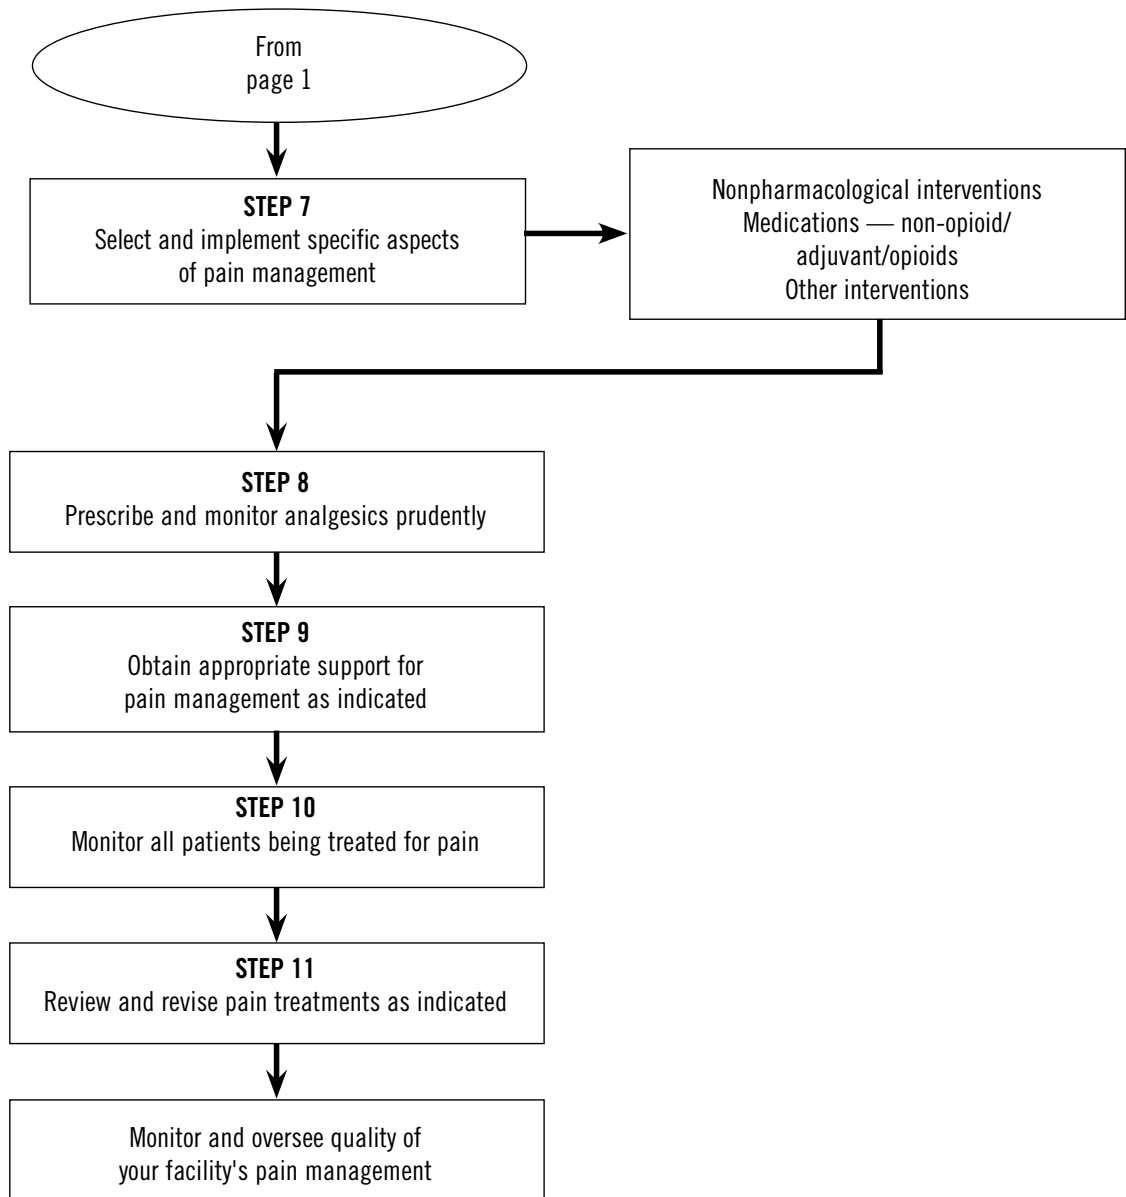 From
page 1
STEP 7
Select and implement specific aspects
of pain management
Nonpharmacological interventions
Medications — non-opioid/
adjuvant/opioids
Other interventions
STEP 8
Prescribe and monitor analgesics prudently
STEP 9
Obtain appropriate support for
pain management as indicated
STEP 10
Monitor all patients being treated for pain
STEP 11
Review and revise pain treatments as indicated
Monitor and oversee quality of
your facility's pain management